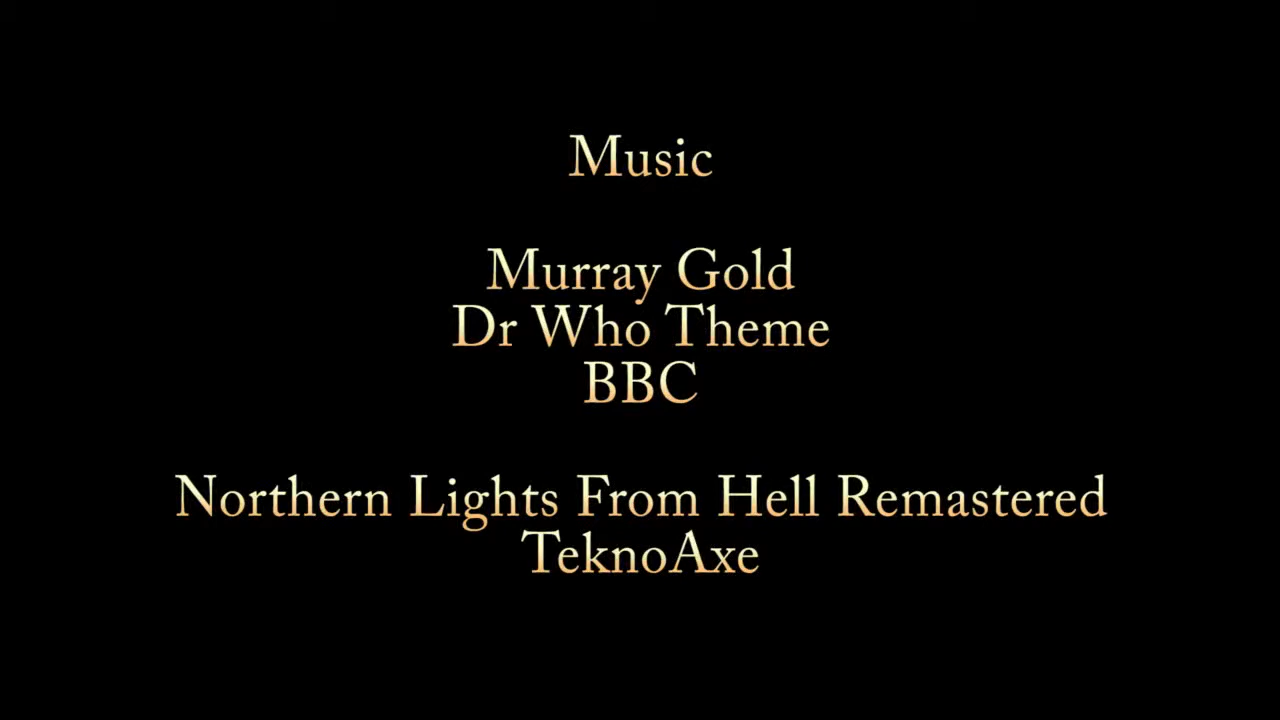 Music
Murray Gold
Dr Who Theme
BBC
Northern Lights From Hell Remastered
TeknoAxe